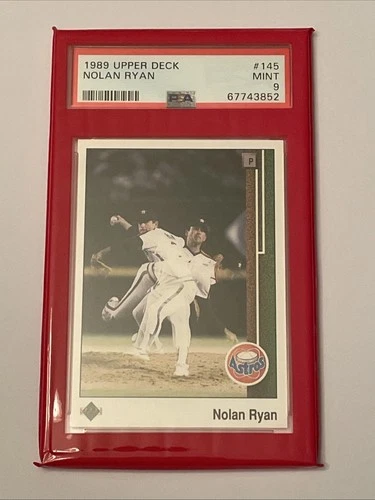 1989 UPPER DECK #145
NOLAN RYAN MINT
9
PSA 67743852
P
Astros
Nolan Ryan